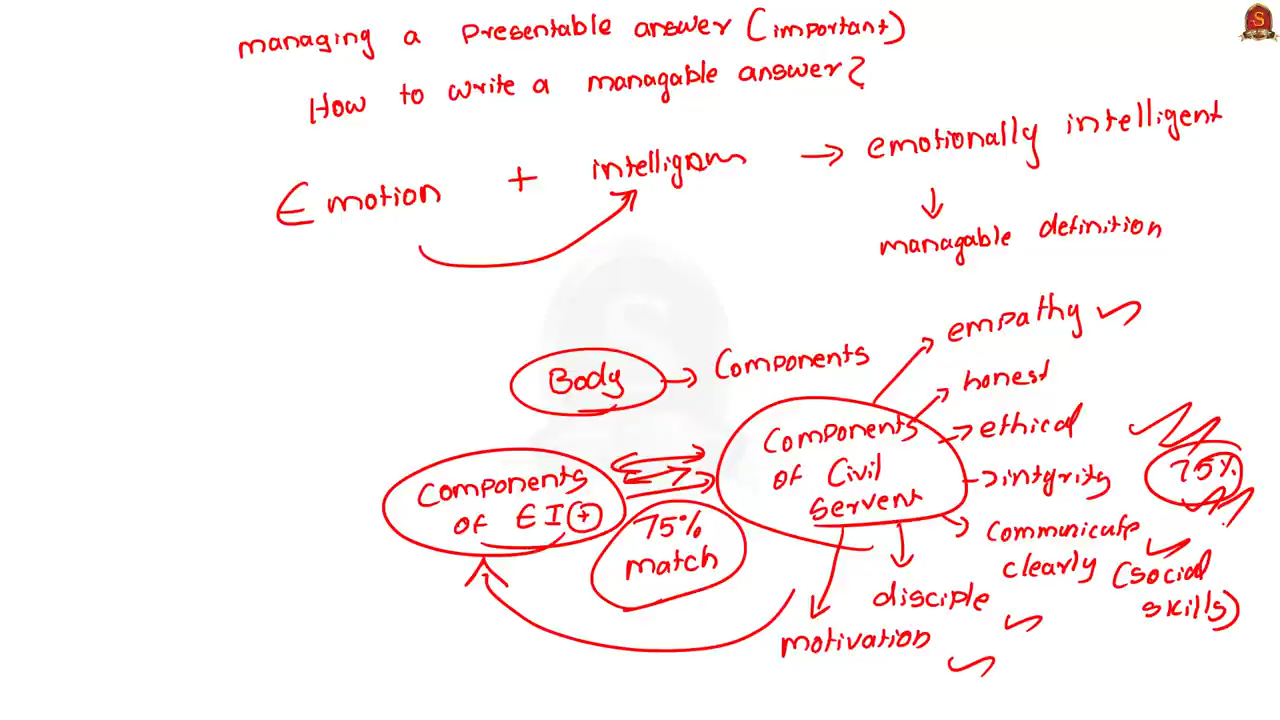 managing a presentable answer (important)
How to write a managable answer?
Emotion + intelligence → emotionally intelligent
↓
managable definition
Body → Components
Components of EI (+)
75% match
Components of Civil Servent
→ empathy
→ honest
→ ethical
→ intigrity
75%
→ communicate clearly (social skills)
→ disciple
→ motivation
S